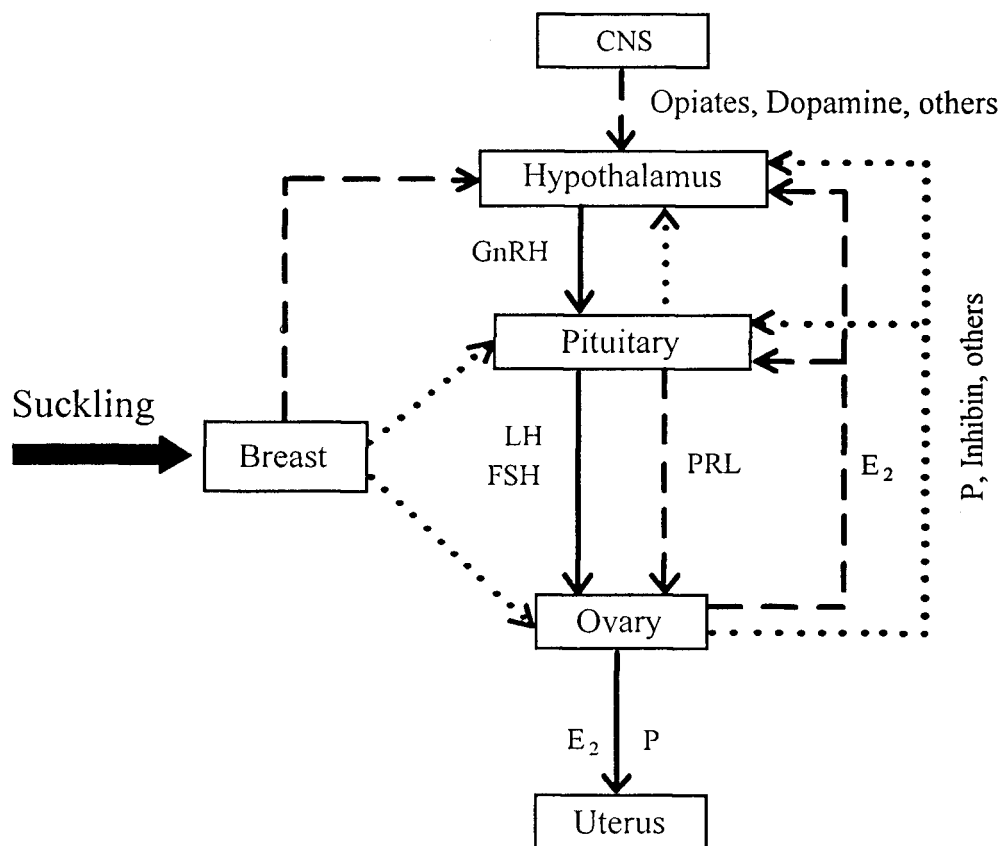 CNS
Opiates, Dopamine, others
Hypothalamus
GnRH
Pituitary
Suckling
Breast
LH
FSH
PRL
E₂
P, Inhibin, others
Ovary
E₂ P
Uterus